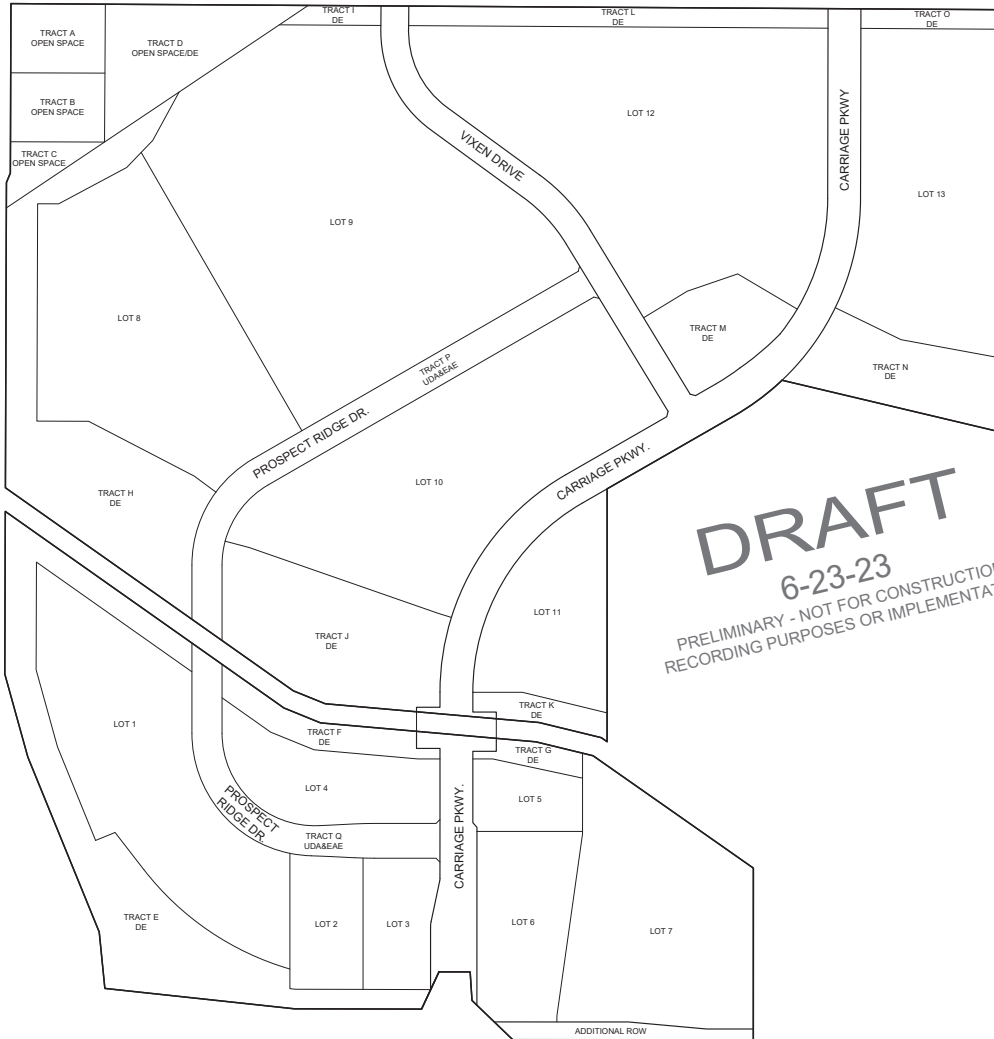 TRACT I
DE
TRACT L
DE
TRACT O
DE
TRACT A
OPEN SPACE
TRACT D
OPEN SPACE/DE
TRACT B
OPEN SPACE
TRACT C
OPEN SPACE
LOT 12
VIXEN DRIVE
CARRIAGE PKWY
LOT 13
LOT 9
LOT 8
TRACT M
DE
TRACT N
DE
TRACT P
UDA&EAE
PROSPECT RIDGE DR.
LOT 10
CARRIAGE PKWY.
TRACT H
DE
DRAFT
6-23-23
PRELIMINARY - NOT FOR CONSTRUCTIO
RECORDING PURPOSES OR IMPLEMENTAT
LOT 11
TRACT J
DE
TRACT K
DE
LOT 1
TRACT F
DE
TRACT G
DE
LOT 4
LOT 5
PROSPECT
RIDGE DR.
TRACT Q
UDA&EAE
CARRIAGE PKWY.
TRACT E
DE
LOT 2
LOT 3
LOT 6
LOT 7
ADDITIONAL ROW